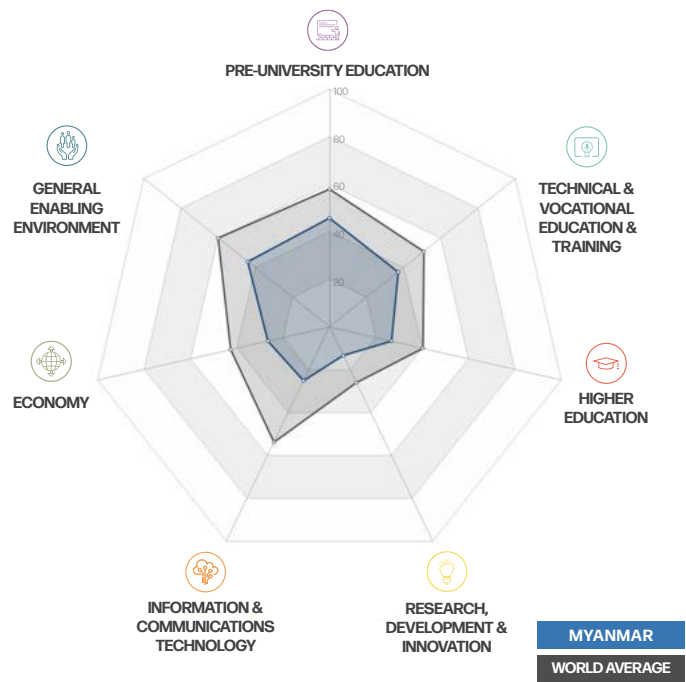 PRE-UNIVERSITY EDUCATION
100
80
60
40
20
GENERAL
ENABLING
ENVIRONMENT
TECHNICAL &
VOCATIONAL
EDUCATION &
TRAINING
ECONOMY
HIGHER
EDUCATION
INFORMATION &
COMMUNICATIONS
TECHNOLOGY
RESEARCH,
DEVELOPMENT &
INNOVATION
MYANMAR
WORLD AVERAGE